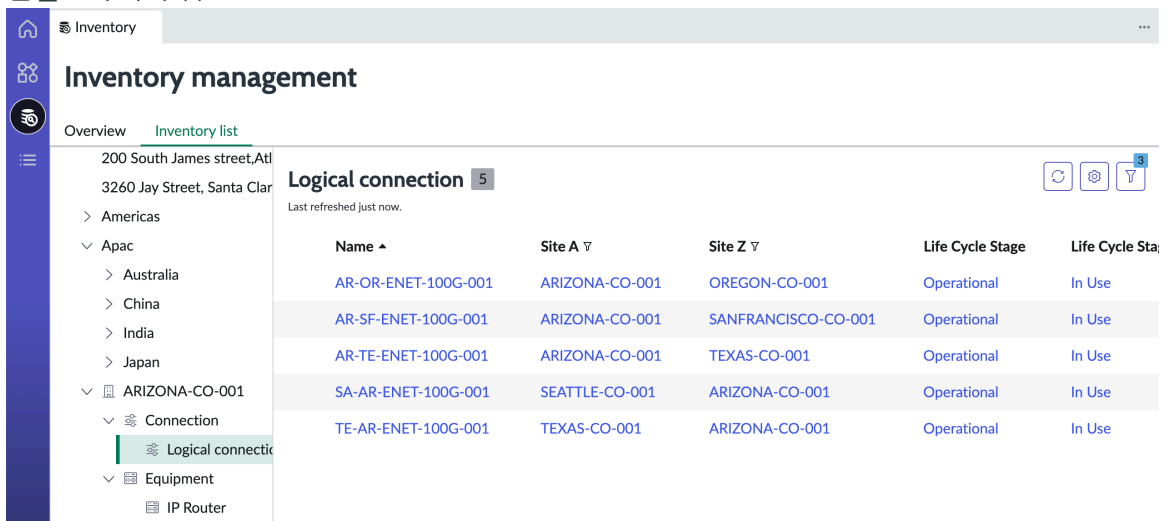 Inventory
Inventory management
Overview Inventory list
200 South James street,Atl
3260 Jay Street, Santa Clar
Americas
Apac
Australia
China
India
Japan
ARIZONA-CO-001
Connection
Logical connectio
Equipment
IP Router
Logical connection 5
3
Last refreshed just now.
Name Site A Site Z Life Cycle Stage Life Cycle Sta
AR-OR-ENET-100G-001 ARIZONA-CO-001 OREGON-CO-001 Operational In Use
AR-SF-ENET-100G-001 ARIZONA-CO-001 SANFRANCISCO-CO-001 Operational In Use
AR-TE-ENET-100G-001 ARIZONA-CO-001 TEXAS-CO-001 Operational In Use
SA-AR-ENET-100G-001 SEATTLE-CO-001 ARIZONA-CO-001 Operational In Use
TE-AR-ENET-100G-001 TEXAS-CO-001 ARIZONA-CO-001 Operational In Use